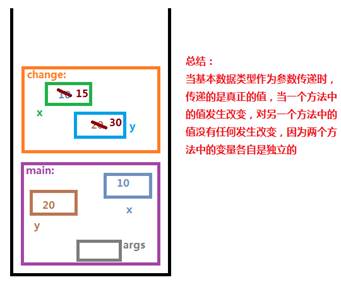 change:
10 15
x
20 30
y
main:
10
x
20
y
args
总结：
当基本数据类型作为参数传递时，
传递的是真正的值，当一个方法中
的值发生改变，对另一个方法中的
值没有任何发生改变，因为两个方
法中的变量各自是独立的